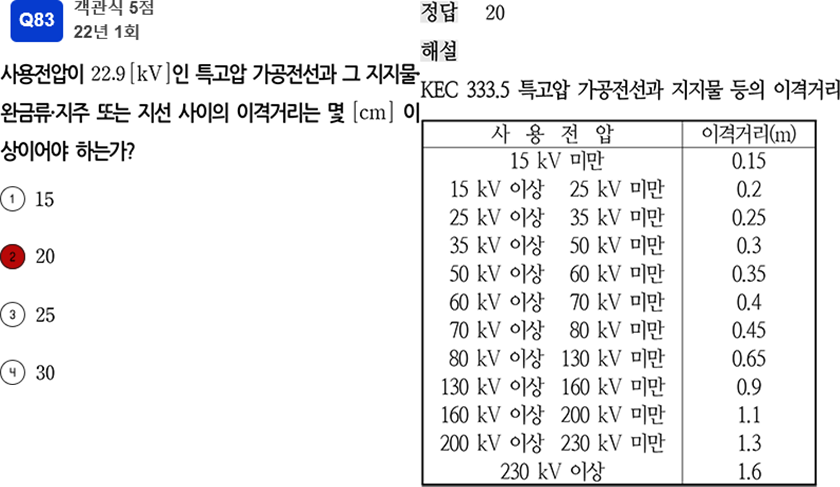 Q83
객관식 5점
22년 1회
사용전압이 22.9[kV]인 특고압 가공전선과 그 지지물·
완금류·지주 또는 지선 사이의 이격거리는 몇 [cm] 이
상이어야 하는가?
1 15
2 20
3 25
4 30
정답 20
해설
KEC 333.5 특고압 가공전선과 지지물 등의 이격거리
사 용 전 압 이격거리(m)
15 kV 미만 0.15
15 kV 이상 25 kV 미만 0.2
25 kV 이상 35 kV 미만 0.25
35 kV 이상 50 kV 미만 0.3
50 kV 이상 60 kV 미만 0.35
60 kV 이상 70 kV 미만 0.4
70 kV 이상 80 kV 미만 0.45
80 kV 이상 130 kV 미만 0.65
130 kV 이상 160 kV 미만 0.9
160 kV 이상 200 kV 미만 1.1
200 kV 이상 230 kV 미만 1.3
230 kV 이상 1.6